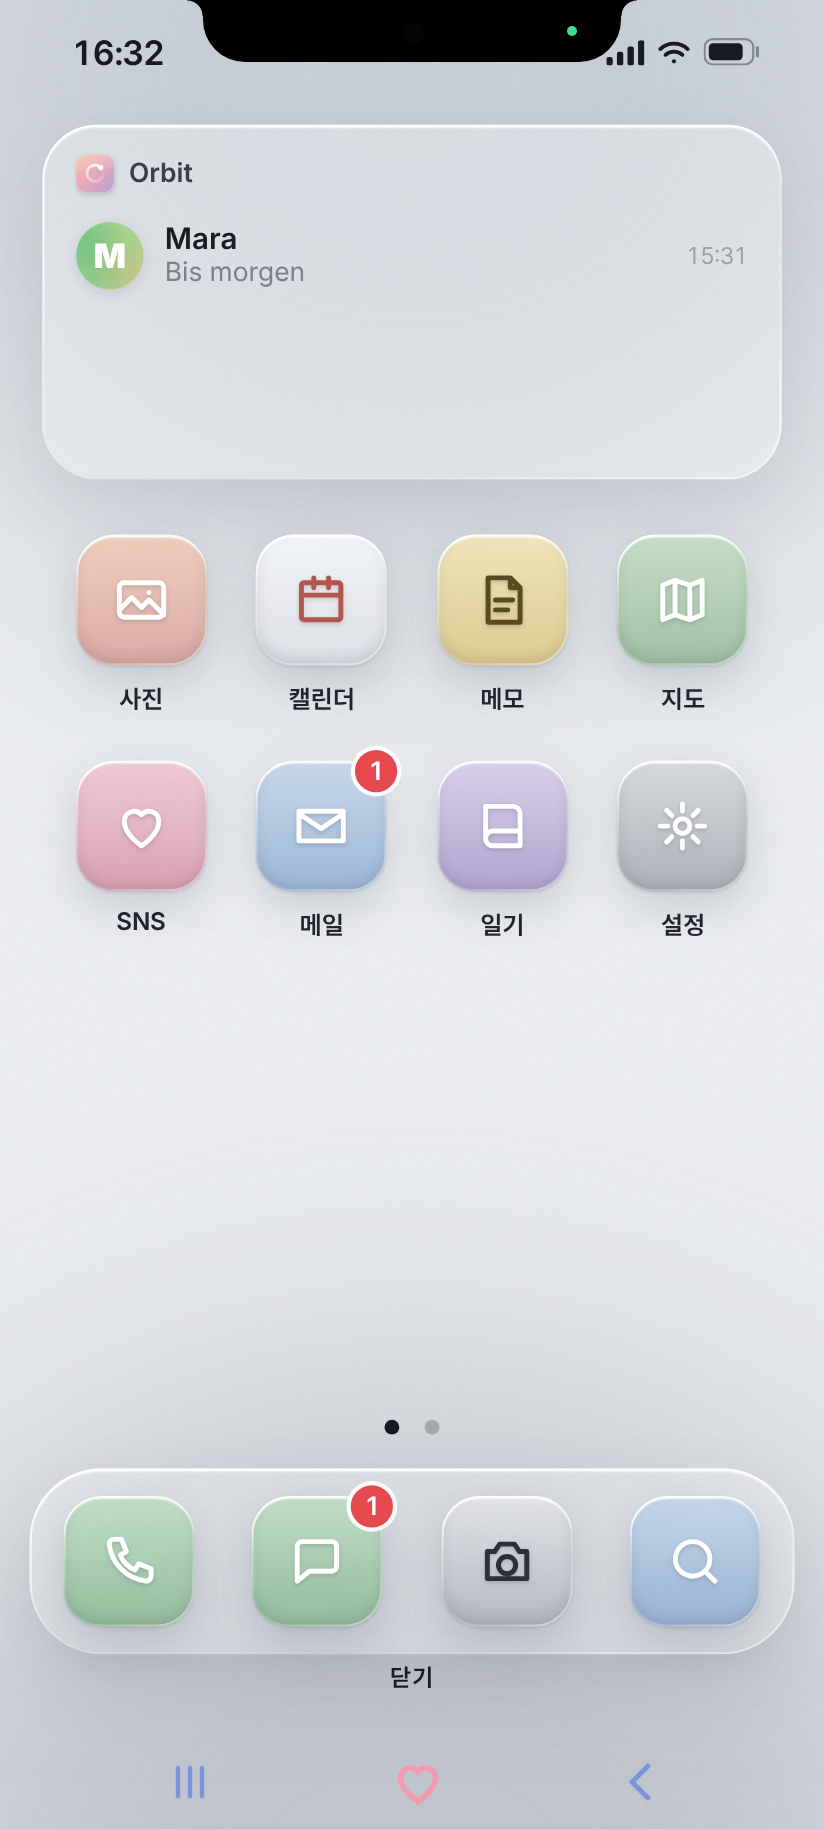 16:32
Orbit
M
Mara
Bis morgen
15:31
사진 캘린더 메모 지도
1
SNS 메일 일기 설정
1
닫기